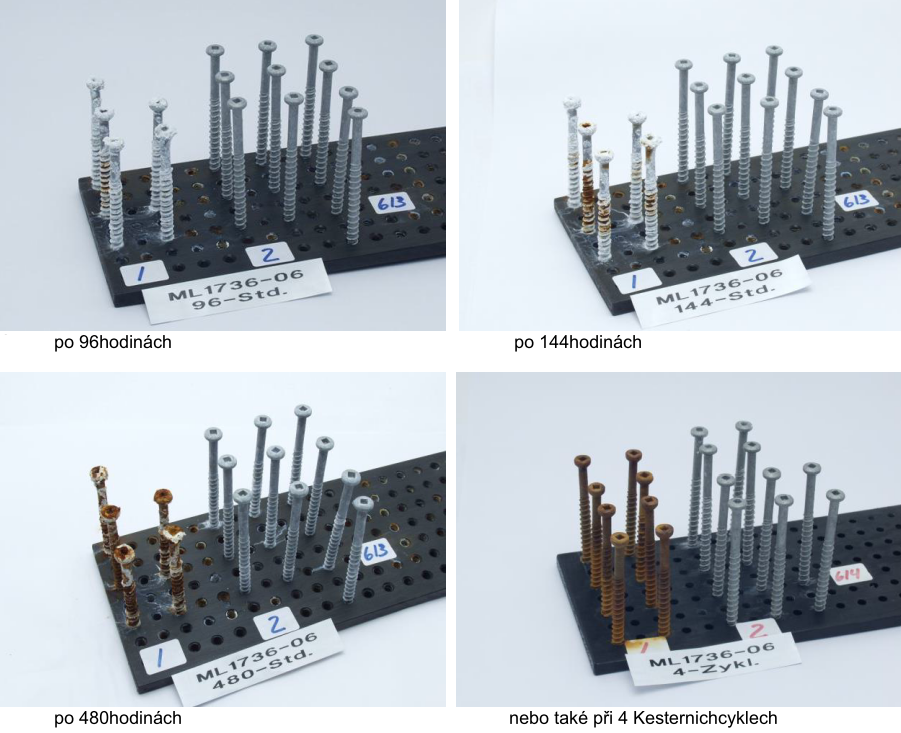 613
1
2
ML1736-06
96-Std.
po 96hodinách
613
1
2
ML1736-06
144-Std.
po 144hodinách
613
1
2
ML1736-06
480-Std.
po 480hodinách
614
1
2
ML1736-06
4-Zykl.
nebo také při 4 Kesternichcyklech